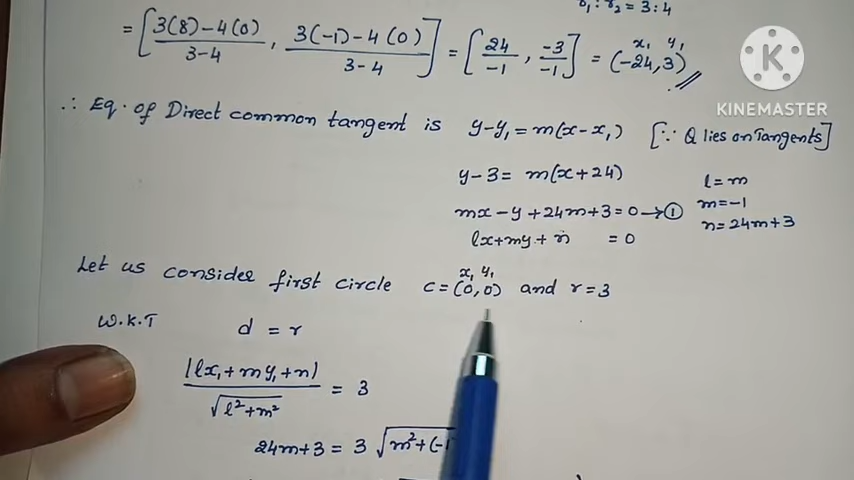 r₁ : r₂ = 3 : 4
= [3(8)-4(0)/3-4 , 3(-1)-4(0)/3-4] = [24/-1 , -3/-1] = (-24, 3)
x₁ y₁
KINEMASTER
∴ Eq. of Direct common tangent is y-y₁ = m(x-x₁) [∵ Q lies on Tangents]
y-3 = m(x+24)
l = m
mx-y+24m+3=0 → ①
m = -1
lx+my+n = 0
n = 24m+3
Let us consider first circle c = (0,0) and r = 3
x₁ y₁
W.K.T d = r
|lx₁+my₁+n|/√l²+m² = 3
24m+3 = 3 √m²+(-1